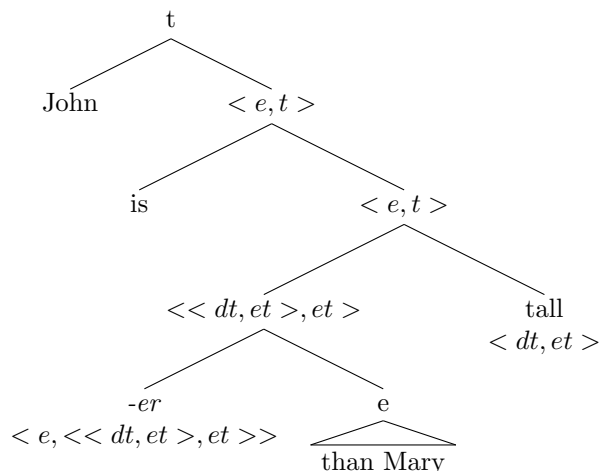 t
John
< e, t >
is
< e, t >
<< dt, et >, et >
tall
< dt, et >
-er
< e, << dt, et >, et >>
e
than Mary